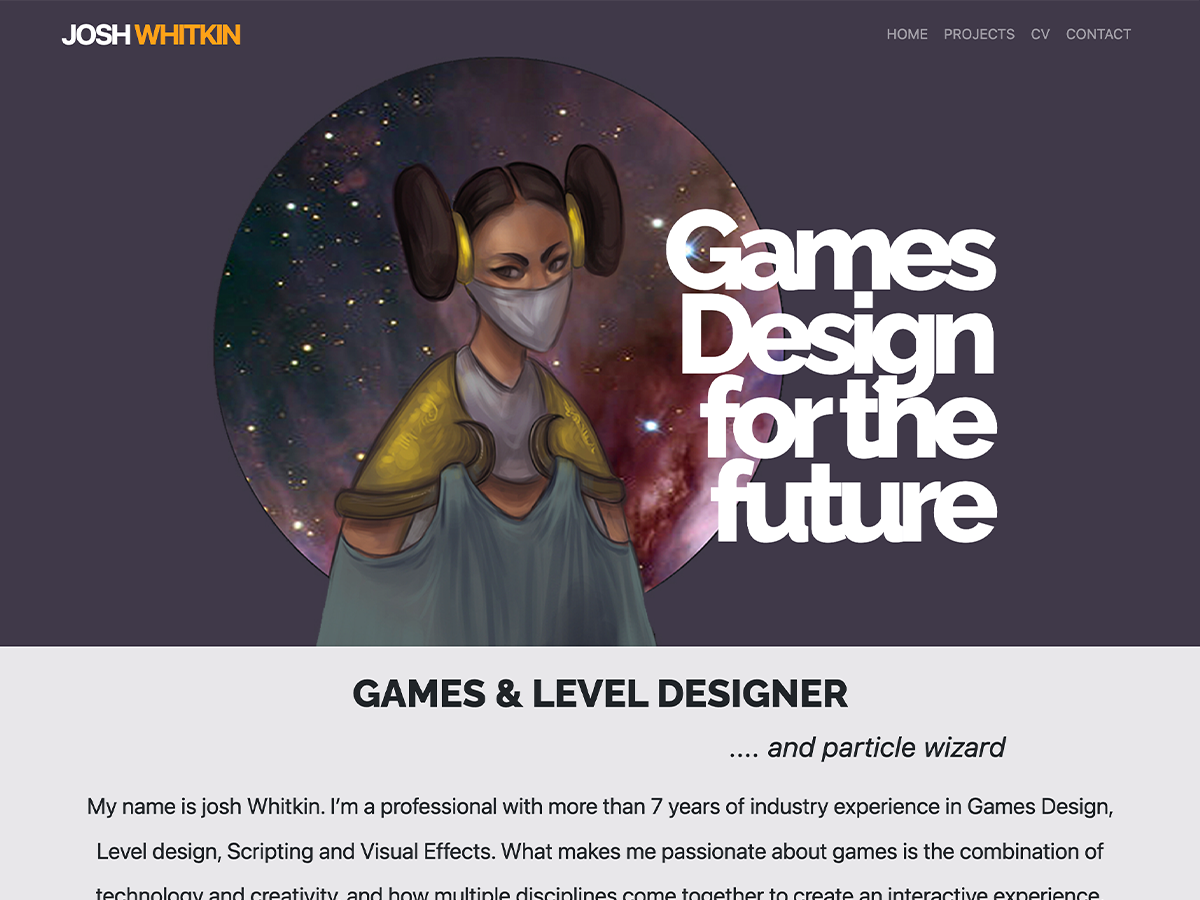 JOSH WHITKIN
HOME PROJECTS CV CONTACT
Games
Design
for the
future
GAMES & LEVEL DESIGNER
.... and particle wizard
My name is josh Whitkin. I’m a professional with more than 7 years of industry experience in Games Design,
Level design, Scripting and Visual Effects. What makes me passionate about games is the combination of
technology and creativity, and how multiple disciplines come together to create an interactive experience.